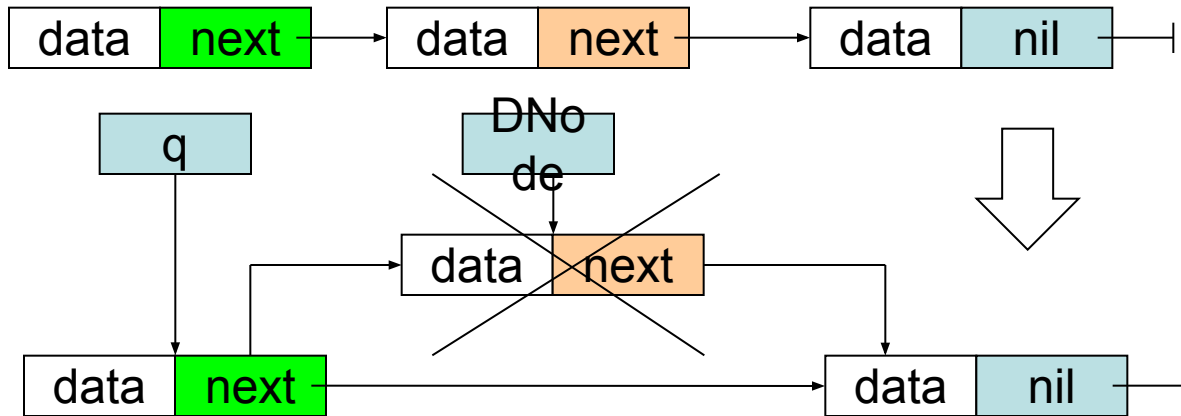 data next data next data nil
q
DNo
de
data next
data next data nil